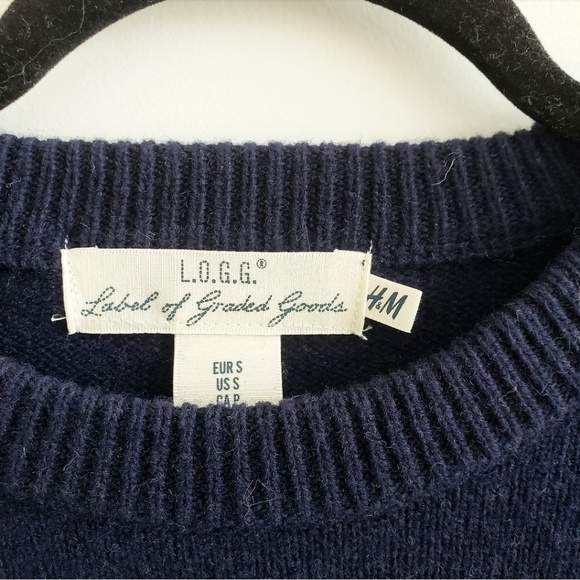 L.O.G.G.®
Label of Graded Goods
H&M
EUR S
US S
CA P